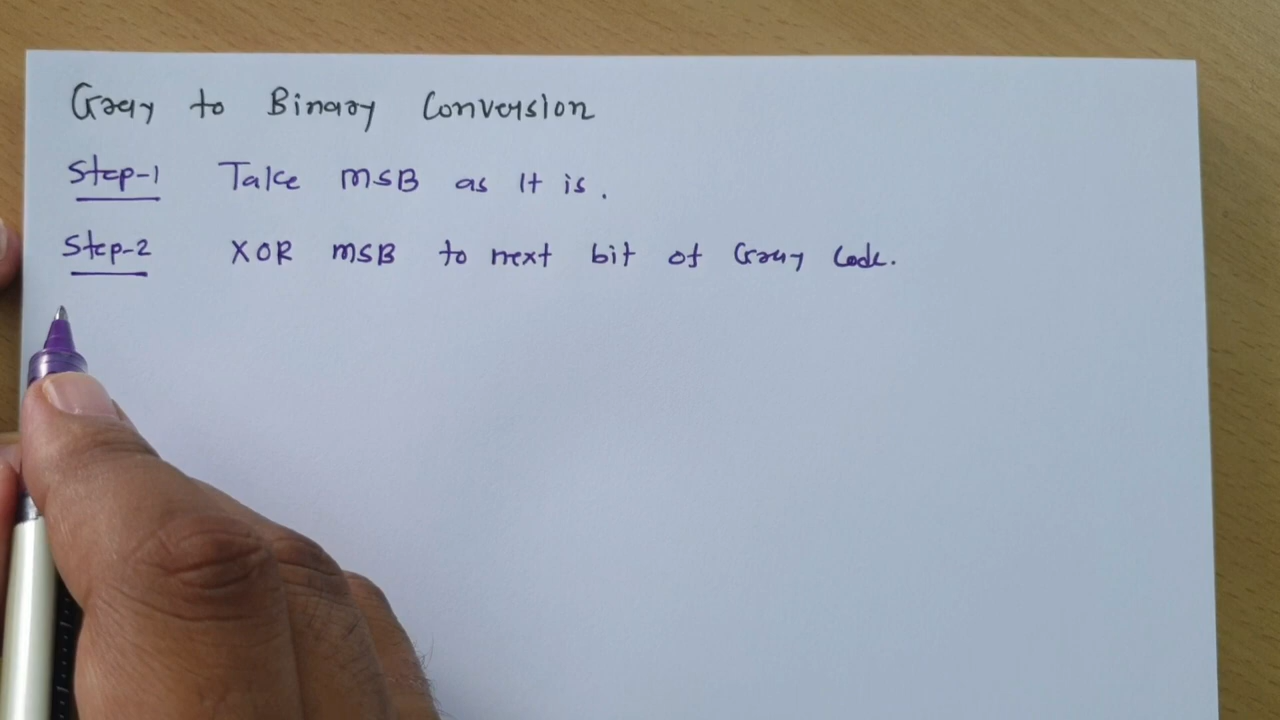 Gray to Binary Conversion
Step-1 Take MSB as it is.
Step-2 XOR MSB to next bit of Gray Code.